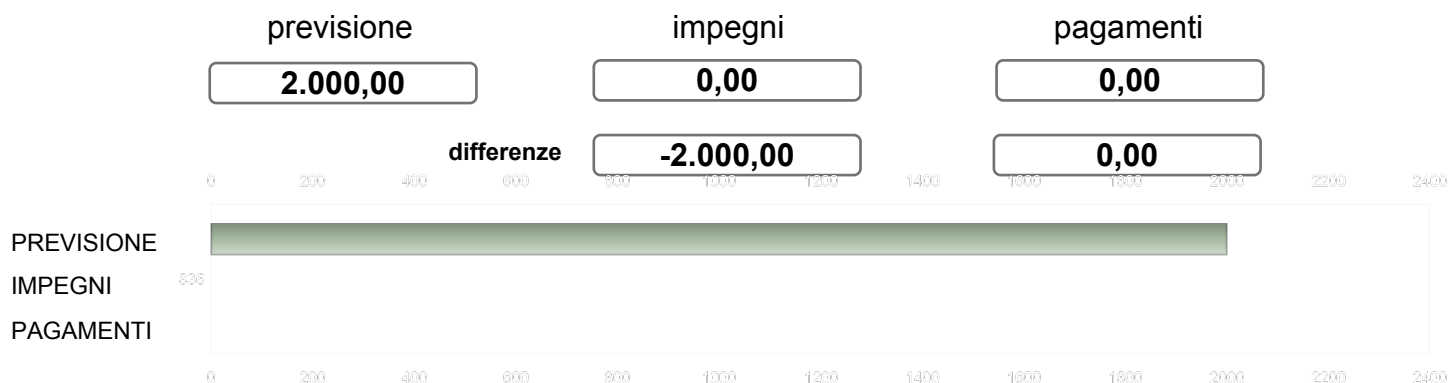 previsione impegni pagamenti
2.000,00 0,00 0,00
differenze -2.000,00 0,00
0 200 400 600 800 1000 1200 1400 1600 1800 2000 2200 2400
PREVISIONE
IMPEGNI
PAGAMENTI
0 200 400 600 800 1000 1200 1400 1600 1800 2000 2200 2400